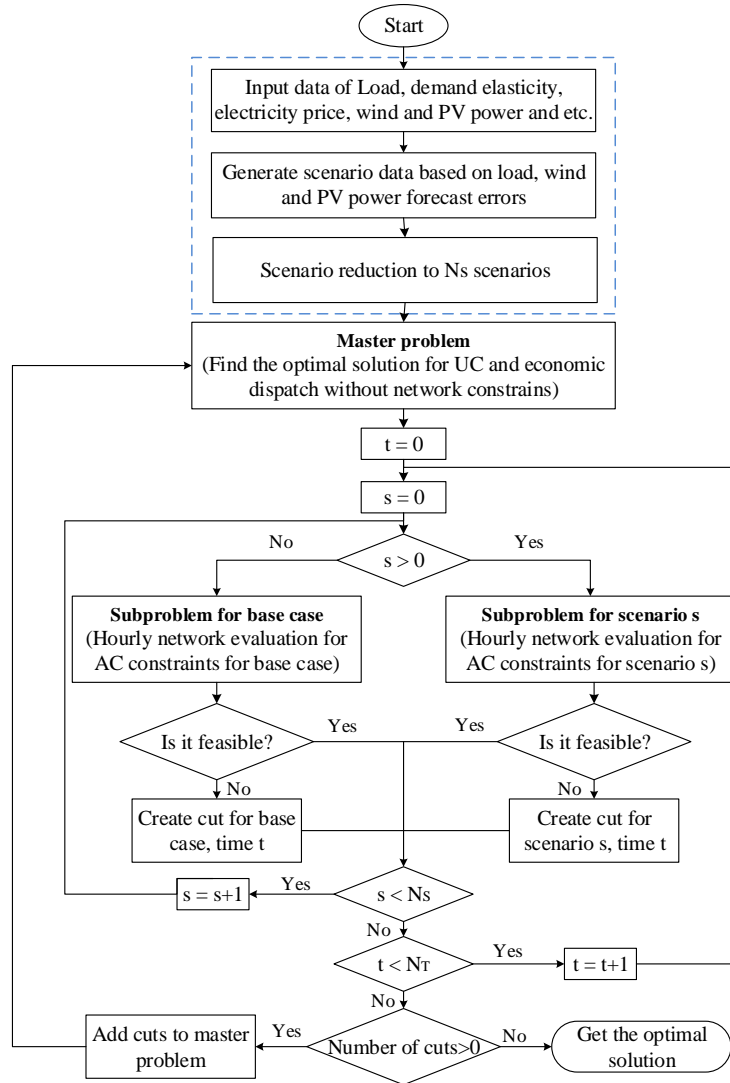 Start
Input data of Load, demand elasticity,
electricity price, wind and PV power and etc.
Generate scenario data based on load, wind
and PV power forecast errors
Scenario reduction to Ns scenarios
Master problem
(Find the optimal solution for UC and economic
dispatch without network constrains)
t = 0
s = 0
No
Yes
s > 0
Subproblem for base case
(Hourly network evaluation for
AC constraints for base case)
Subproblem for scenario s
(Hourly network evaluation for
AC constraints for scenario s)
Is it feasible?
Yes
Yes
Is it feasible?
No
No
Create cut for base
case, time t
Create cut for
scenario s, time t
s = s+1
Yes
s < NS
No
t < NT
Yes
t = t+1
No
Add cuts to master
problem
Yes
Number of cuts>0
No
Get the optimal
solution